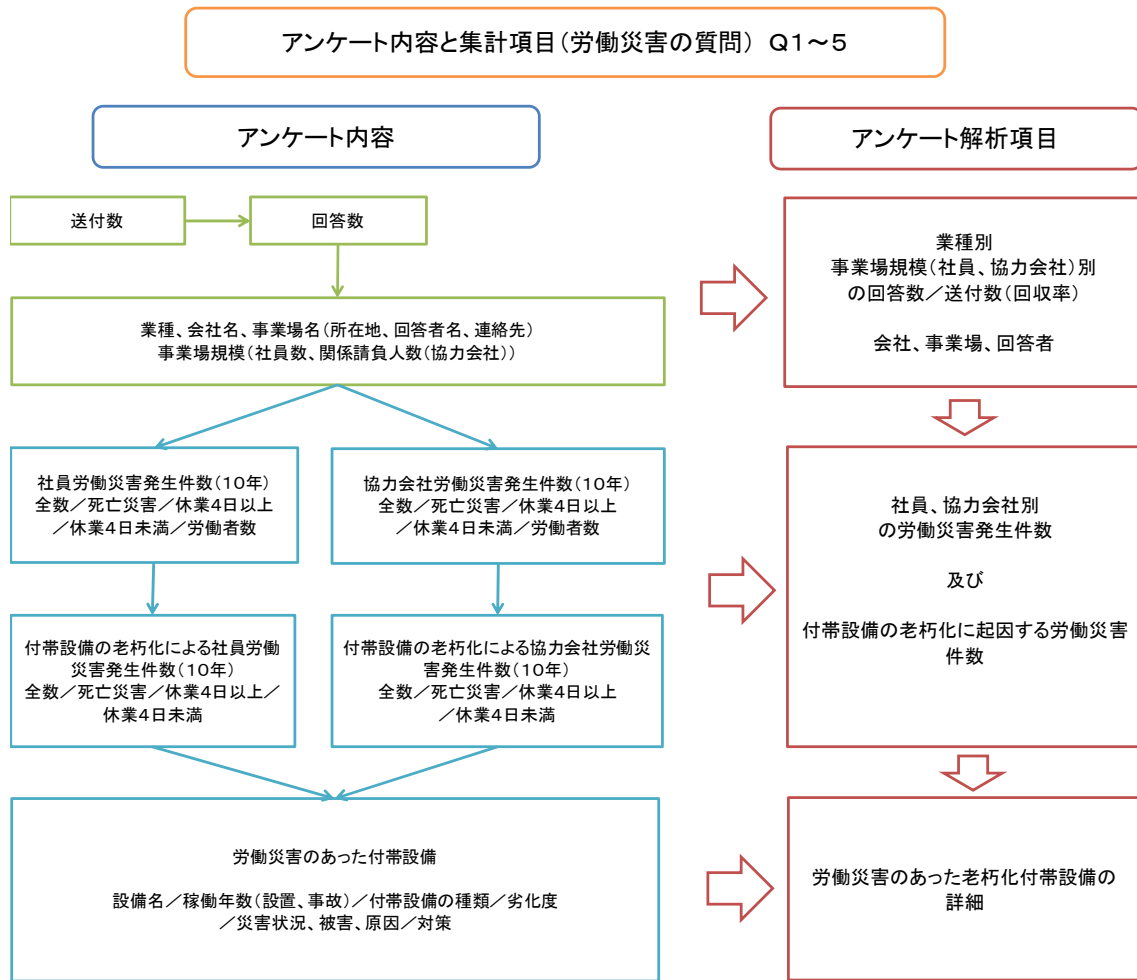 アンケート内容と集計項目(労働災害の質問) Q1～5
アンケート内容
アンケート解析項目
送付数
回答数
業種、会社名、事業場名(所在地、回答者名、連絡先)
事業場規模(社員数、関係請負人数(協力会社))
業種別
事業場規模(社員、協力会社)別
の回答数／送付数(回収率)
会社、事業場、回答者
社員労働災害発生件数(10年)
全数／死亡災害／休業4日以上
／休業4日未満／労働者数
協力会社労働災害発生件数(10年)
全数／死亡災害／休業4日以上
／休業4日未満／労働者数
社員、協力会社別
の労働災害発生件数
及び
付帯設備の老朽化に起因する労働災害
件数
付帯設備の老朽化による社員労働
災害発生件数(10年)
全数／死亡災害／休業4日以上／
休業4日未満
付帯設備の老朽化による協力会社労働災
害発生件数(10年)
全数／死亡災害／休業4日以上
／休業4日未満
労働災害のあった付帯設備
設備名／稼働年数(設置、事故)／付帯設備の種類／劣化度
／災害状況、被害、原因／対策
労働災害のあった老朽化付帯設備の
詳細